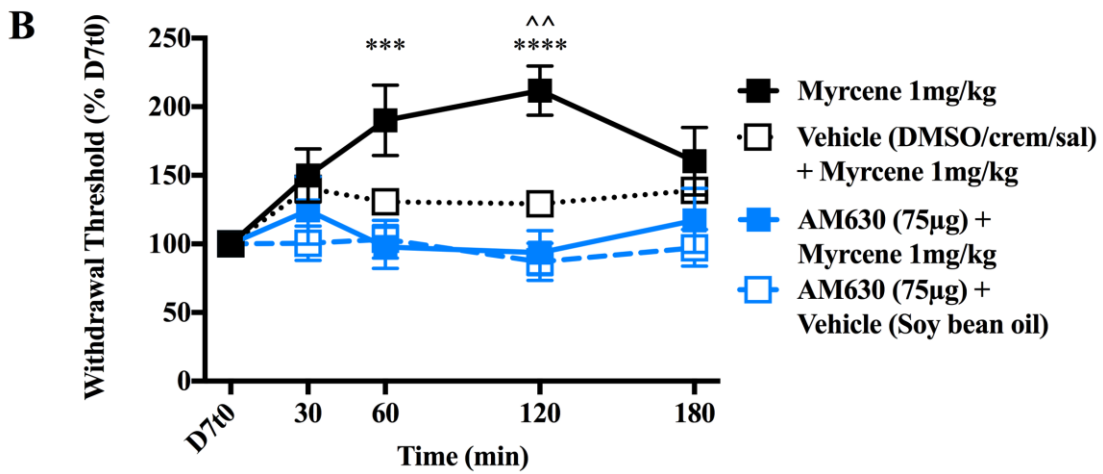 B
^^
*** ****
Withdrawal Threshold (% D7t0)
250
200
150
100
50
0
D7t0 30 60 120 180
Time (min)
Myrcene 1mg/kg
Vehicle (DMSO/crem/sal)
+ Myrcene 1mg/kg
AM630 (75µg) +
Myrcene 1mg/kg
AM630 (75µg) +
Vehicle (Soy bean oil)